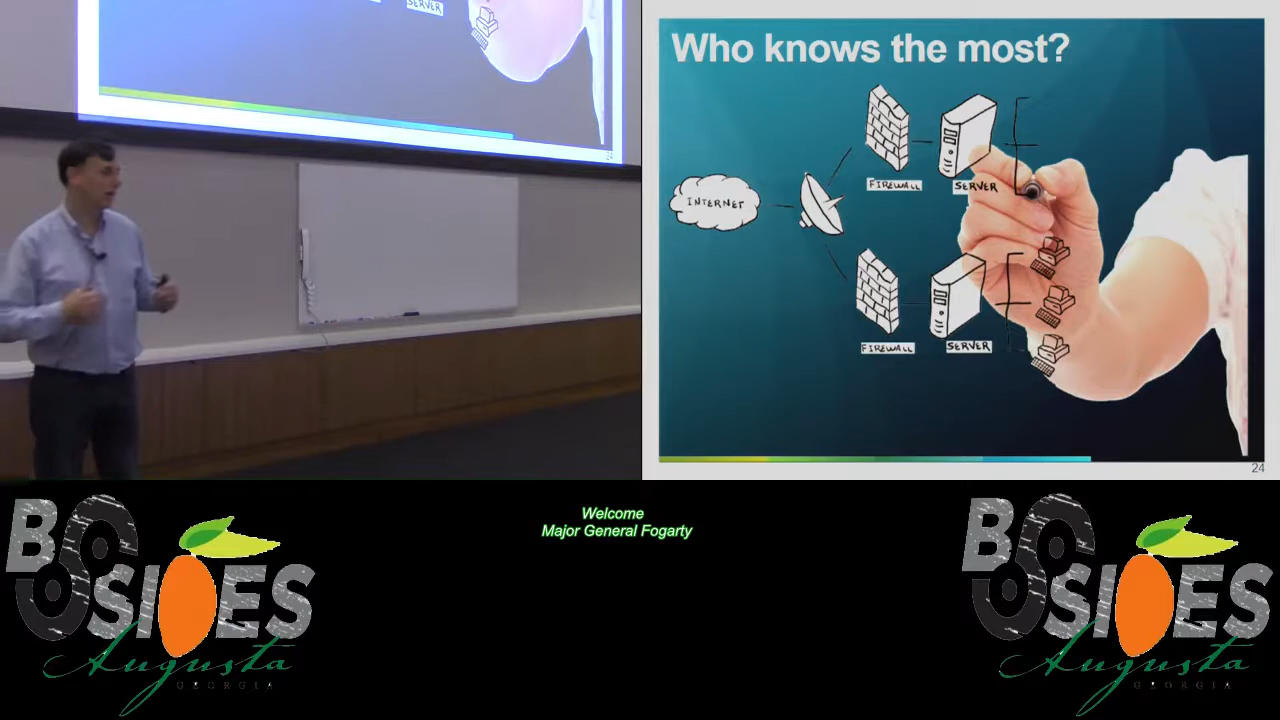 SERVER
24
Who knows the most?
INTERNET
FIREWALL
SERVER
FIREWALL
SERVER
24
Welcome
Major General Fogarty
BSIDES
Augusta
GEORGIA
BSIDES
Augusta
GEORGIA